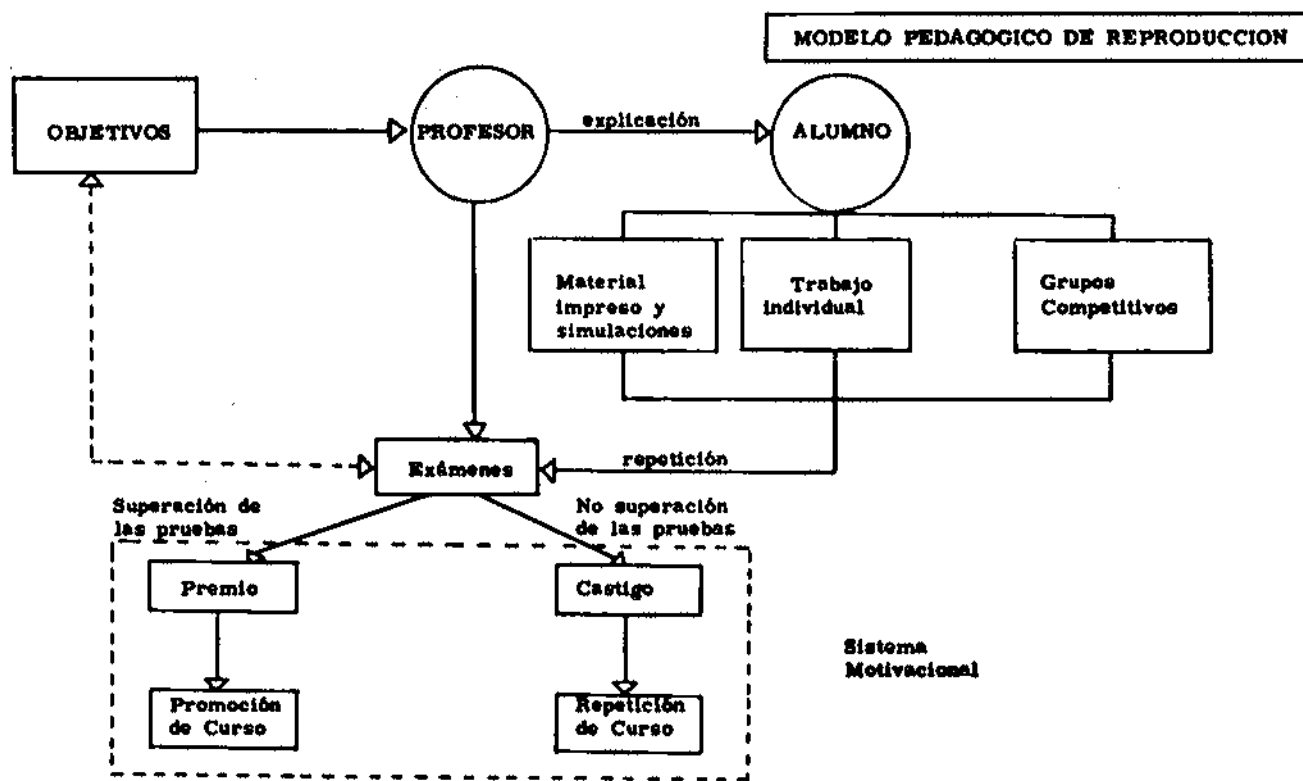 MODELO PEDAGOGICO DE REPRODUCCION
OBJETIVOS
PROFESOR
explicación
ALUMNO
Material
impreso y
simulaciones
Trabajo
individual
Grupos
Competitivos
Exámenes
repetición
Superación de
las pruebas
No superación
de las pruebas
Premio
Castigo
Sistema
Motivacional
Promoción
de Curso
Repetición
de Curso